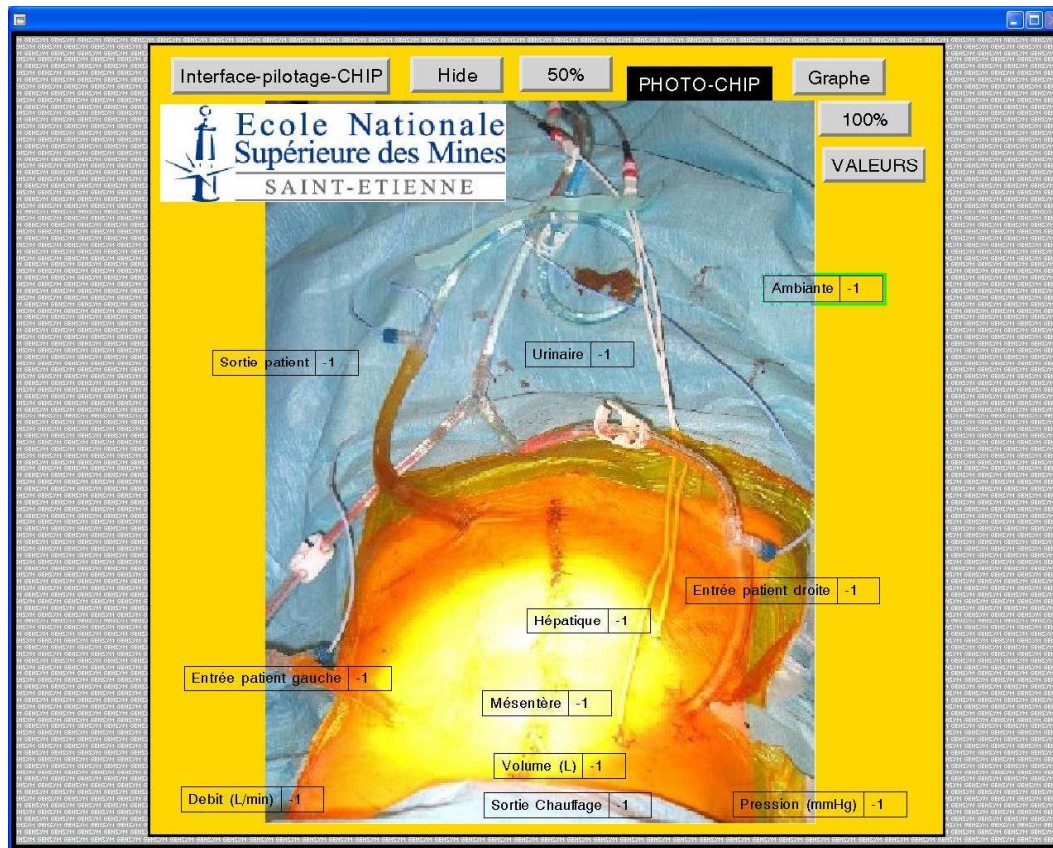 Interface-pilotage-CHIP
Hide
50%
PHOTO-CHIP
Graphe
100%
VALEURS
Ecole Nationale
Supérieure des Mines
SAINT-ETIENNE
Ambiante -1
Sortie patient -1
Urinaire -1
Entrée patient droite -1
Hépatique -1
Entrée patient gauche -1
Mésentère -1
Volume (L) -1
Debit (L/min) -1
Sortie Chauffage -1
Pression (mmHg) -1